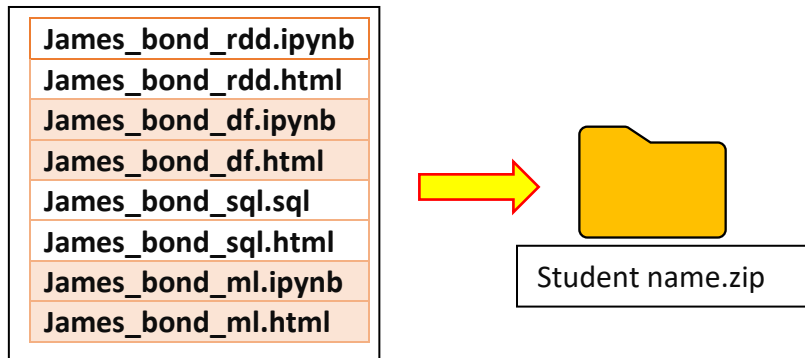 James_bond_rdd.ipynb
James_bond_rdd.html
James_bond_df.ipynb
James_bond_df.html
James_bond_sql.sql
James_bond_sql.html
James_bond_ml.ipynb
James_bond_ml.html
Student name.zip